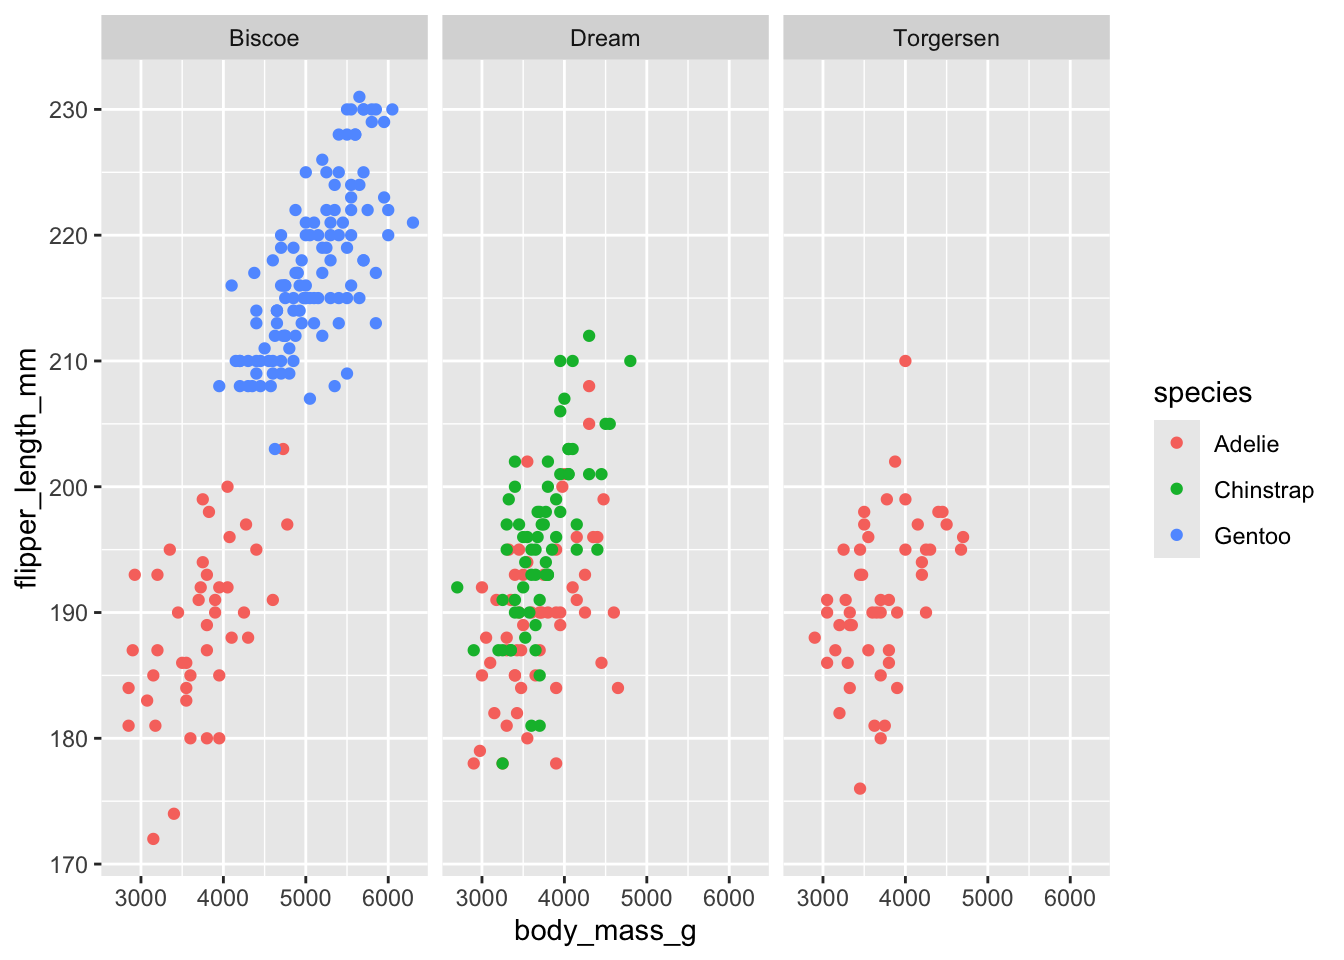 Biscoe Dream Torgersen
230
220
210
200
190
180
170
flipper_length_mm
3000 4000 5000 6000 3000 4000 5000 6000 3000 4000 5000 6000
body_mass_g
species
Adelie
Chinstrap
Gentoo